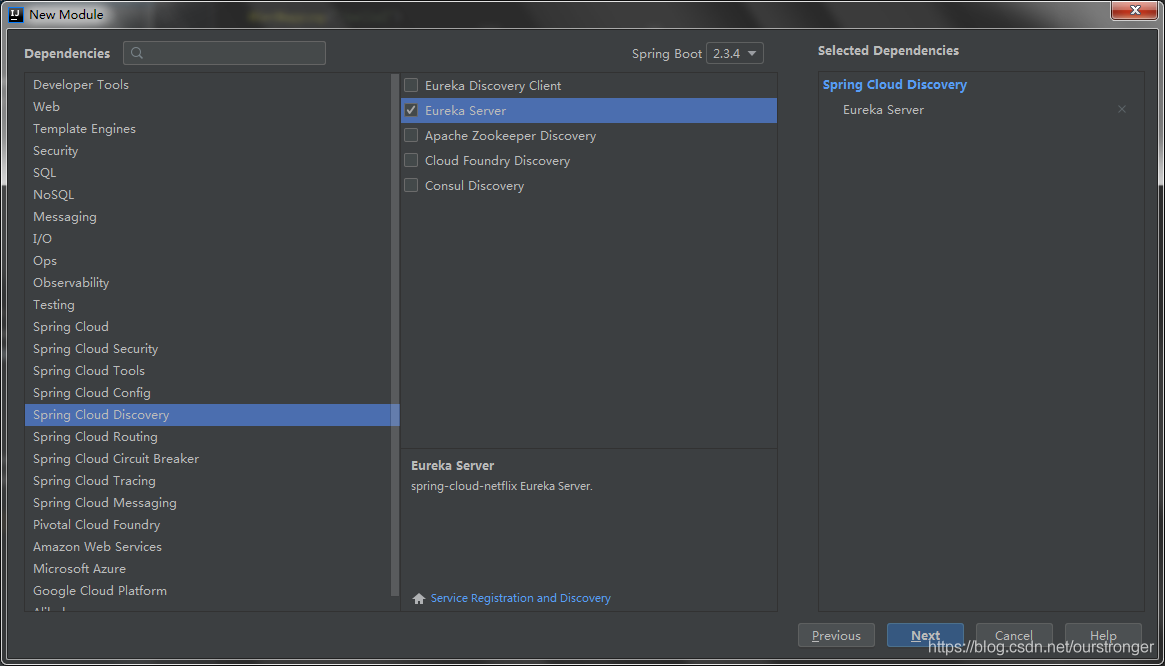 New Module
Dependencies
Spring Boot 2.3.4
Selected Dependencies
Developer Tools
Web
Template Engines
Security
SQL
NoSQL
Messaging
I/O
Ops
Observability
Testing
Spring Cloud
Spring Cloud Security
Spring Cloud Tools
Spring Cloud Config
Spring Cloud Discovery
Spring Cloud Routing
Spring Cloud Circuit Breaker
Spring Cloud Tracing
Spring Cloud Messaging
Pivotal Cloud Foundry
Amazon Web Services
Microsoft Azure
Google Cloud Platform
Eureka Discovery Client
Eureka Server
Apache Zookeeper Discovery
Cloud Foundry Discovery
Consul Discovery
Eureka Server
spring-cloud-netflix Eureka Server.
Service Registration and Discovery
Spring Cloud Discovery
Eureka Server
Previous
Next
Cancel
Help
https://blog.csdn.net/ourstronger